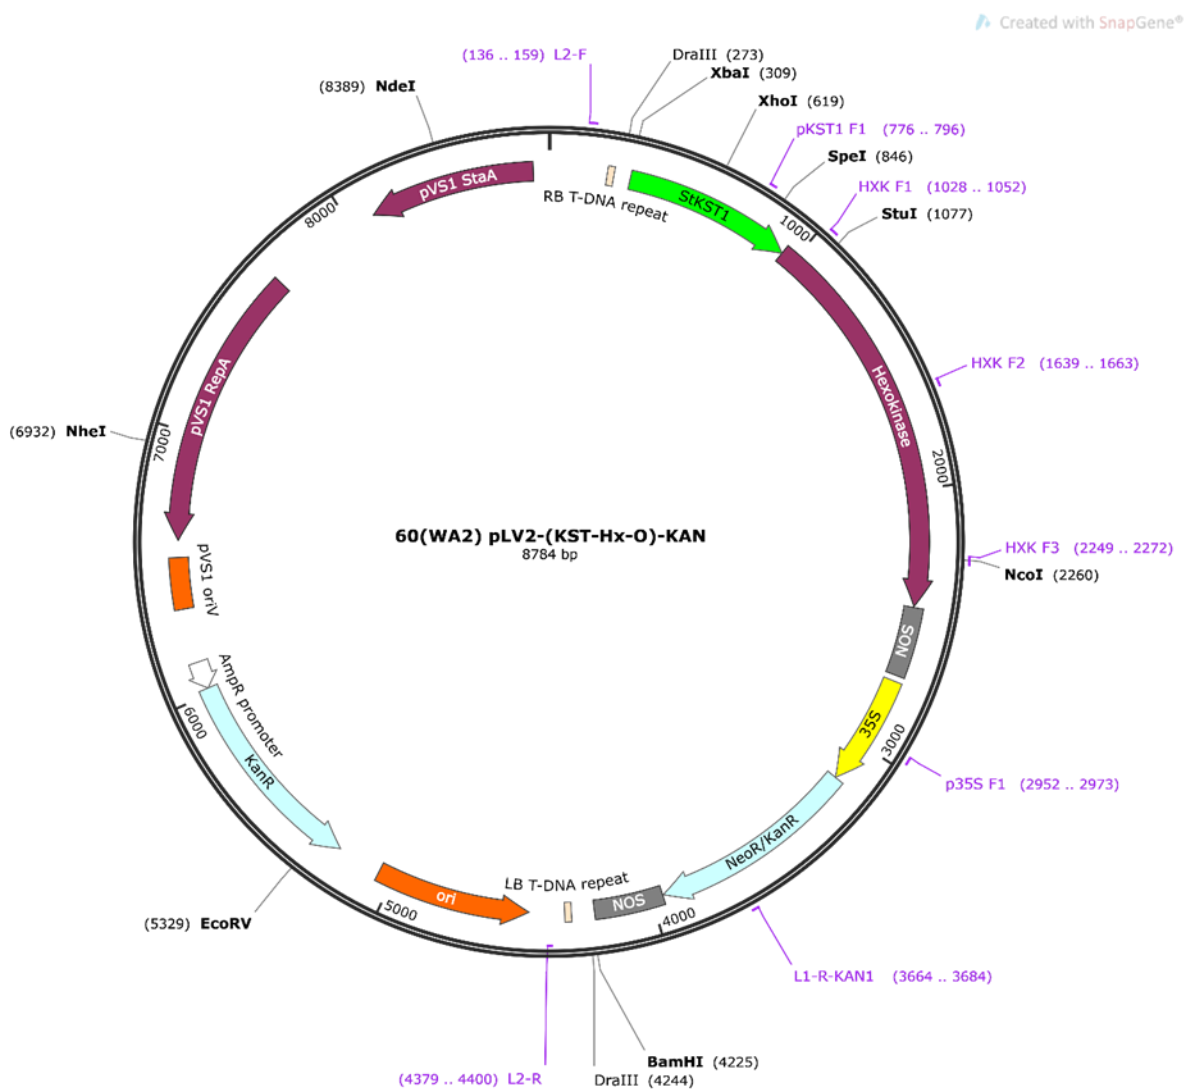 Created with SnapGene®
(136 .. 159) L2-F
DraIII (273)
XbaI (309)
(8389) NdeI
XhoI (619)
pKST1 F1 (776 .. 796)
SpeI (846)
HXK F1 (1028 .. 1052)
StuI (1077)
pVS1 StaA
RB T-DNA repeat
StKST1
8000
1000
pVS1 RepA
Hexokinase
HXK F2 (1639 .. 1663)
(6932) NheI
7000
2000
60(WA2) pLV2-(KST-Hx-O)-KAN
8784 bp
HXK F3 (2249 .. 2272)
NcoI (2260)
pVS1 oriV
NOS
AmpR promoter
6000
35S
3000
KanR
p35S F1 (2952 .. 2973)
NeoR/KanR
LB T-DNA repeat
ori
NOS
5000
4000
(5329) EcoRV
L1-R-KAN1 (3664 .. 3684)
BamHI (4225)
(4379 .. 4400) L2-R
DraIII (4244)